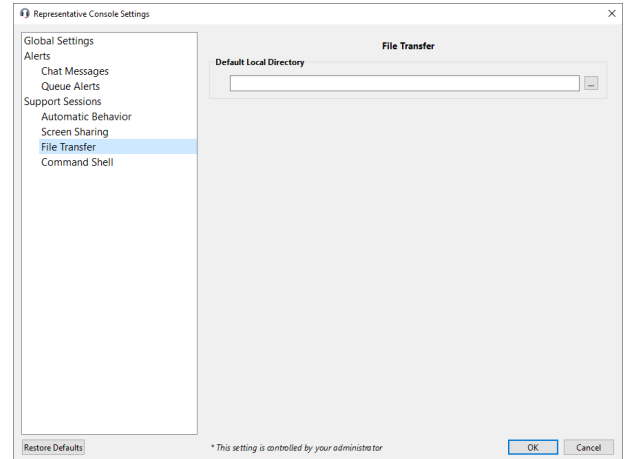 Representative Console Settings
Global Settings
Alerts
Chat Messages
Queue Alerts
Support Sessions
Automatic Behavior
Screen Sharing
File Transfer
Command Shell
File Transfer
Default Local Directory
...
Restore Defaults
* This setting is controlled by your administrator
OK
Cancel